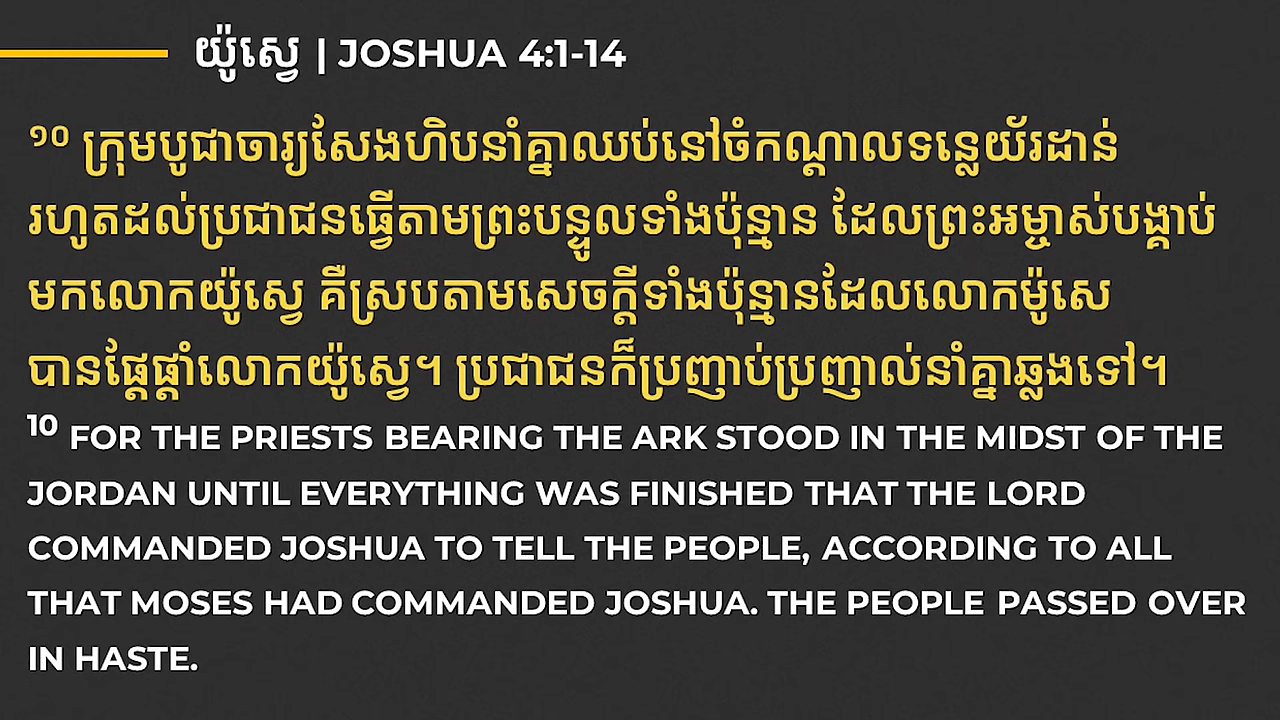 យ៉ូស្វេ | JOSHUA 4:1-14
១០ ក្រុមបូជាចារ្យសែងហិបនាំគ្នាឈប់នៅចំកណ្ដាលទន្លេយ័រដាន់
រហូតដល់ប្រជាជនធ្វើតាមព្រះបន្ទូលទាំងប៉ុន្មាន ដែលព្រះអម្ចាស់បង្គាប់
មកលោកយ៉ូស្វេ គឺស្របតាមសេចក្ដីទាំងប៉ុន្មានដែលលោកម៉ូសេ
បានផ្ដែផ្ដាំលោកយ៉ូស្វេ។ ប្រជាជនក៏ប្រញាប់ប្រញាល់នាំគ្នាឆ្លងទៅ។
10 FOR THE PRIESTS BEARING THE ARK STOOD IN THE MIDST OF THE
JORDAN UNTIL EVERYTHING WAS FINISHED THAT THE LORD
COMMANDED JOSHUA TO TELL THE PEOPLE, ACCORDING TO ALL
THAT MOSES HAD COMMANDED JOSHUA. THE PEOPLE PASSED OVER
IN HASTE.